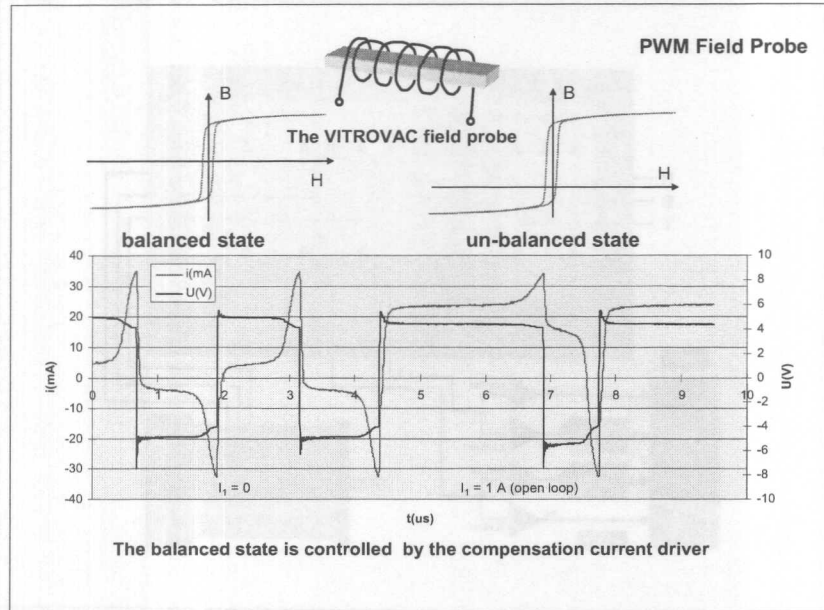 PWM Field Probe
B
H
The VITROVAC field probe
B
H
balanced state
un-balanced state
40
30
20
10
0
-10
-20
-30
-40
i(mA)
i(mA
U(V)
10
8
6
4
2
0
-2
-4
-6
-8
-10
U(V)
0 1 2 3 4 5 6 7 8 9 10
I₁ = 0
I₁ = 1 A (open loop)
t(us)
The balanced state is controlled by the compensation current driver